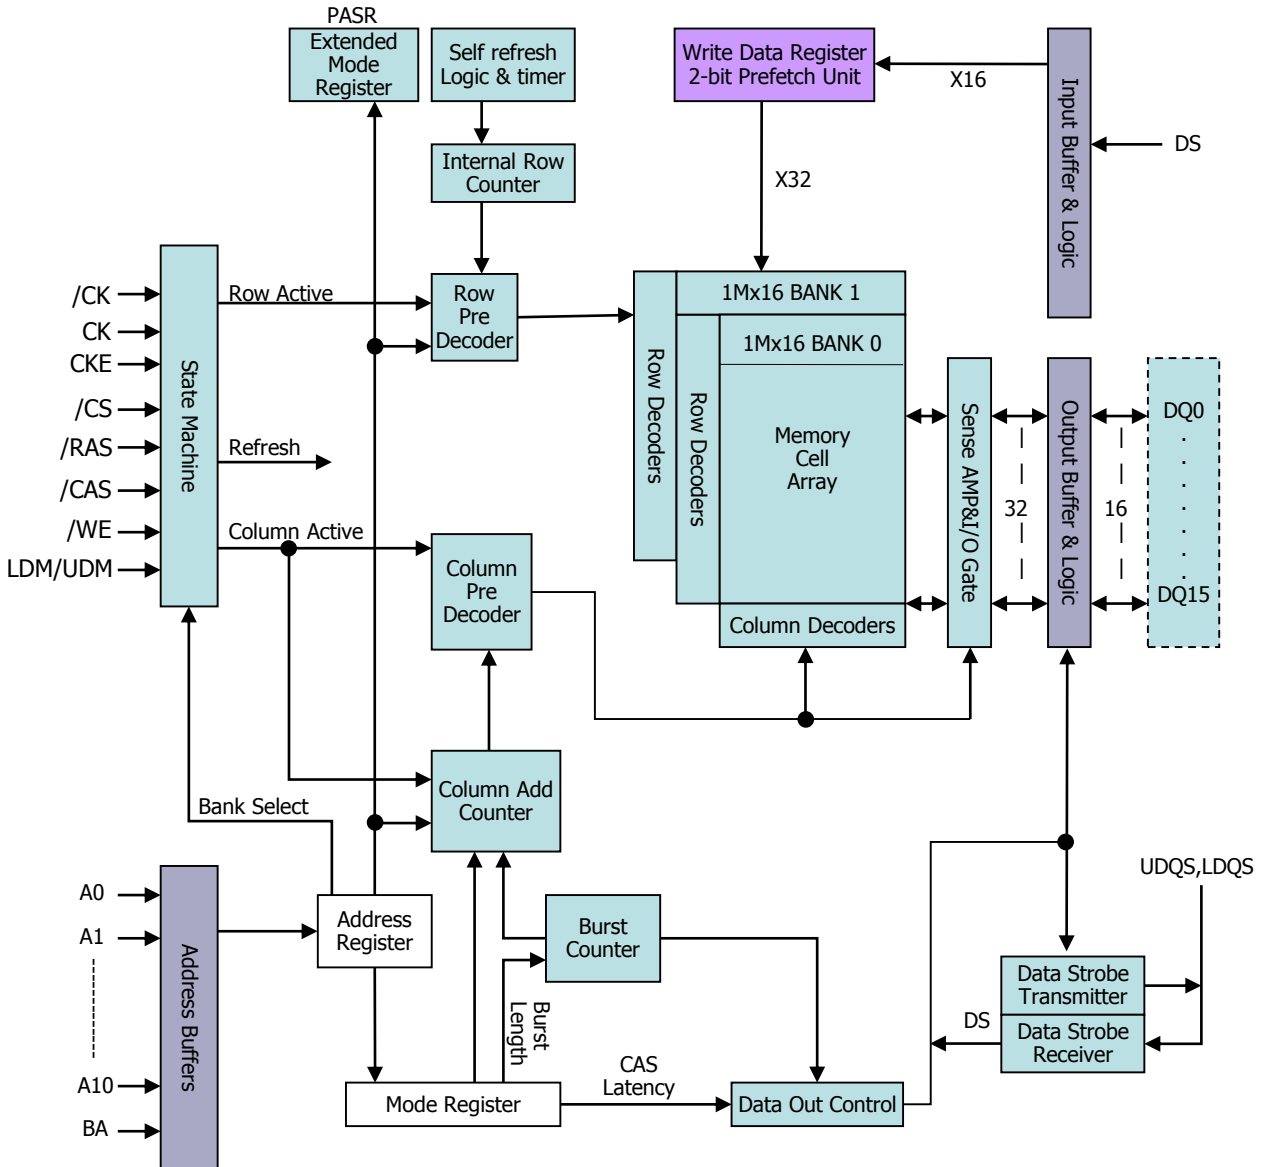 PASR
Extended
Mode
Register
Self refresh
Logic & timer
Write Data Register
2-bit Prefetch Unit
X16
Input Buffer & Logic
DS
Internal Row
Counter
X32
/CK
CK
CKE
/CS
/RAS
/CAS
/WE
LDM/UDM
State Machine
Row Active
Refresh
Column Active
Row
Pre
Decoder
Row Decoders
Row Decoders
1Mx16 BANK 1
1Mx16 BANK 0
Memory
Cell
Array
Column Decoders
Sense AMP&I/O Gate
32
Output Buffer & Logic
16
DQ0
DQ15
Column
Pre
Decoder
Column Add
Counter
Bank Select
A0
A1
A10
BA
Address Buffers
Address
Register
Burst
Counter
Burst
Length
Mode Register
CAS
Latency
Data Out Control
UDQS,LDQS
Data Strobe
Transmitter
DS
Data Strobe
Receiver